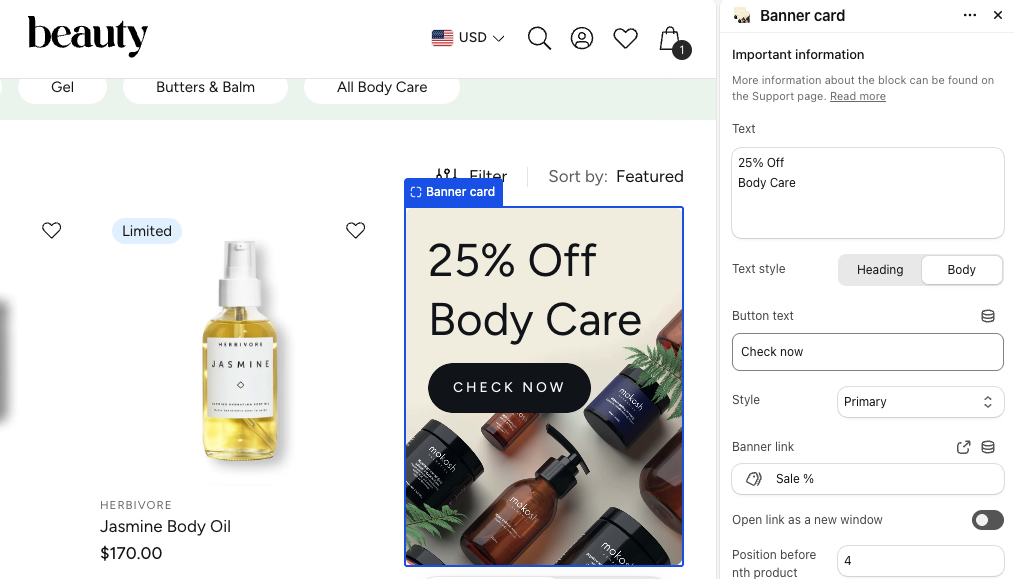 beauty
USD
1
Gel
Butters & Balm
All Body Care
Filter
Sort by: Featured
Banner card
Limited
25% Off
Body Care
CHECK NOW
HERBIVORE
JASMINE
mokosh
mokosh
mokosh
mokosh
HERBIVORE
Jasmine Body Oil
$170.00
Banner card
Important information
More information about the block can be found on
the Support page. Read more
Text
25% Off
Body Care
Text style
Heading
Body
Button text
Check now
Style
Primary
Banner link
Sale %
Open link as a new window
Position before
nth product
4